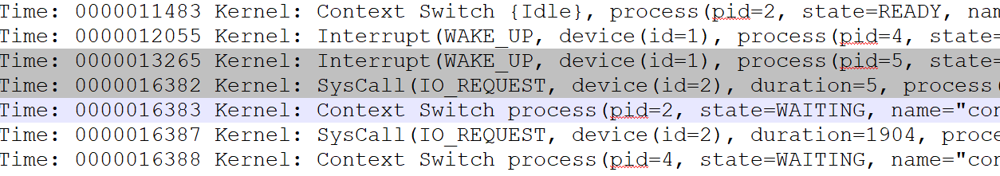 Time: 0000011483 Kernel: Context Switch {Idle}, process(pid=2, state=READY, nam
Time: 0000012055 Kernel: Interrupt(WAKE_UP, device(id=1), process(pid=4, state=
Time: 0000013265 Kernel: Interrupt(WAKE_UP, device(id=1), process(pid=5, state=
Time: 0000016382 Kernel: SysCall(IO_REQUEST, device(id=2), duration=5, process(
Time: 0000016383 Kernel: Context Switch process(pid=2, state=WAITING, name="con
Time: 0000016387 Kernel: SysCall(IO_REQUEST, device(id=2), duration=1904, proce
Time: 0000016388 Kernel: Context Switch process(pid=4, state=WAITING, name="con